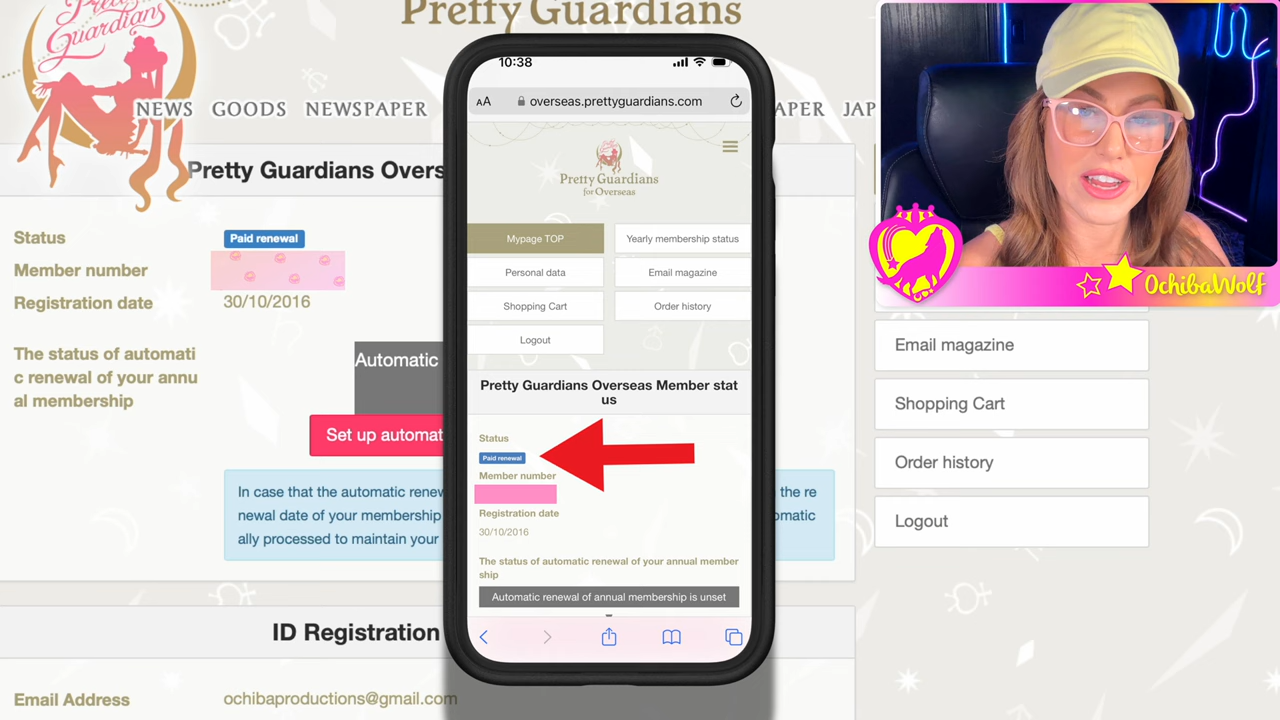 Pretty Guardians
Pretty Guardians
NEWS GOODS NEWSPAPER
PAPER JAP
Pretty Guardians Overs
Status
Paid renewal
Member number
Registration date
30/10/2016
The status of automati
c renewal of your annu
al membership
Automatic
Set up automat
In case that the automatic renew
the re
newal date of your membership
omatic
ally processed to maintain your
ID Registration
Email Address
ochibaproductions@gmail.com
10:38
AA
overseas.prettyguardians.com
Pretty Guardians
for Overseas
Mypage TOP
Yearly membership status
Personal data
Email magazine
Shopping Cart
Order history
Logout
Pretty Guardians Overseas Member stat
us
Status
Paid renewal
Member number
Registration date
30/10/2016
The status of automatic renewal of your annual member
ship
Automatic renewal of annual membership is unset
OchibaWolf
Email magazine
Shopping Cart
Order history
Logout